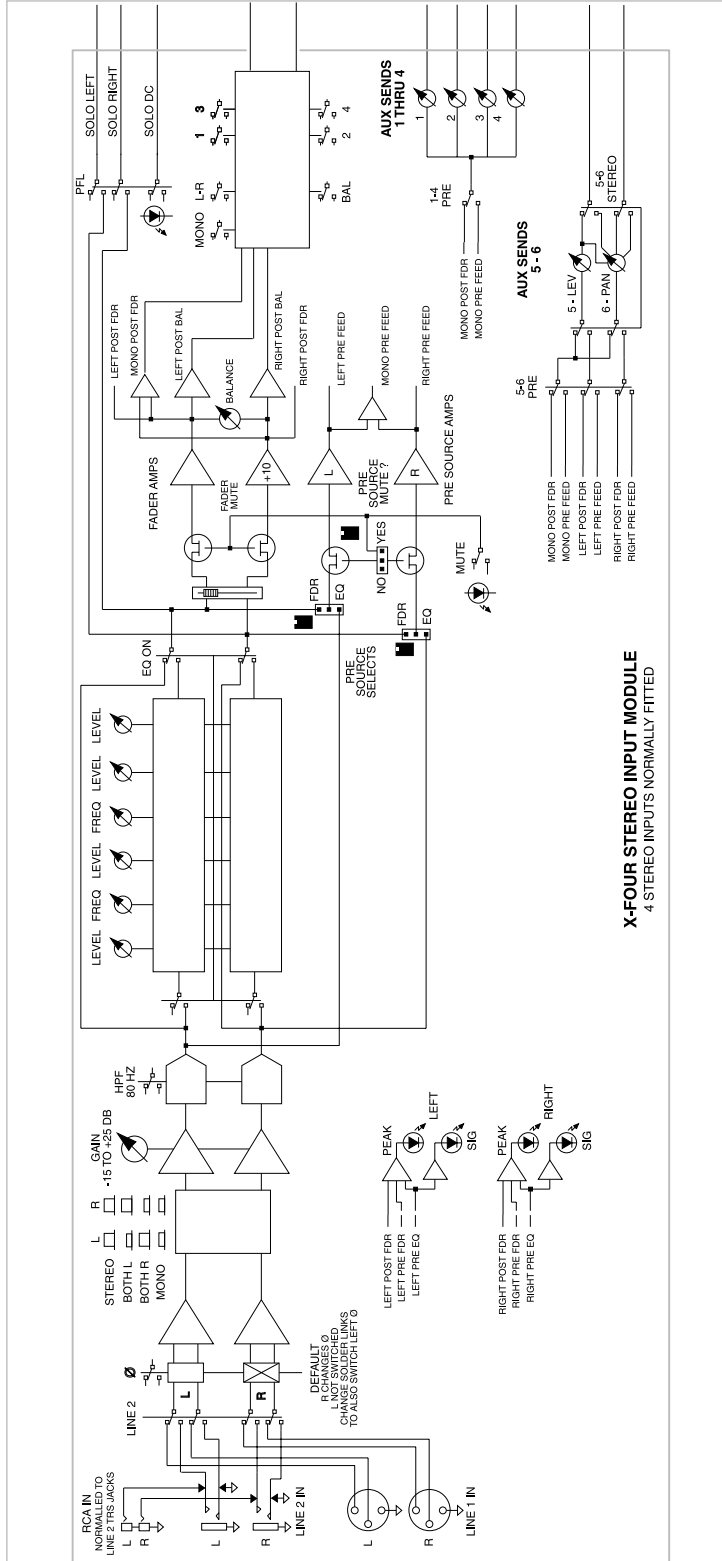 RCA IN
NORMALLED TO
LINE 2 TRS JACKS
L
R
L
R
LINE 2 IN
L
R
LINE 1 IN
LINE 2
Ø
L
R
DEFAULT
R CHANGES Ø
L NOT SWITCHED
CHANGE SOLDER LINKS
TO ALSO SWITCH LEFT Ø
L
R
STEREO
BOTH L
BOTH R
MONO
GAIN
-15 TO +25 DB
HPF
80 HZ
LEVEL
FREQ
LEVEL
FREQ
LEVEL
LEVEL
EQ ON
PRE
SOURCE
SELECTS
FDR
EQ
FDR
EQ
FADER AMPS
FADER
MUTE
+10
PRE
SOURCE
MUTE ?
NO
YES
L
R
PRE SOURCE AMPS
MUTE
BALANCE
LEFT POST FDR
MONO POST FDR
LEFT POST BAL
RIGHT POST BAL
RIGHT POST FDR
LEFT PRE FEED
MONO PRE FEED
RIGHT PRE FEED
PFL
SOLO LEFT
SOLO RIGHT
SOLO DC
MONO
L-R
1
3
BAL
2
4
LEFT POST FDR
LEFT PRE FDR
LEFT PRE EQ
PEAK
LEFT
SIG
RIGHT POST FDR
RIGHT PRE FDR
RIGHT PRE EQ
PEAK
RIGHT
SIG
AUX SENDS
1 THRU 4
1
2
3
4
1-4
PRE
MONO POST FDR
MONO PRE FEED
AUX SENDS
5 - 6
5 - LEV
6 - PAN
5-6
STEREO
5-6
PRE
MONO POST FDR
MONO PRE FEED
LEFT POST FDR
LEFT PRE FEED
RIGHT POST FDR
RIGHT PRE FEED
X-FOUR STEREO INPUT MODULE
4 STEREO INPUTS NORMALLY FITTED